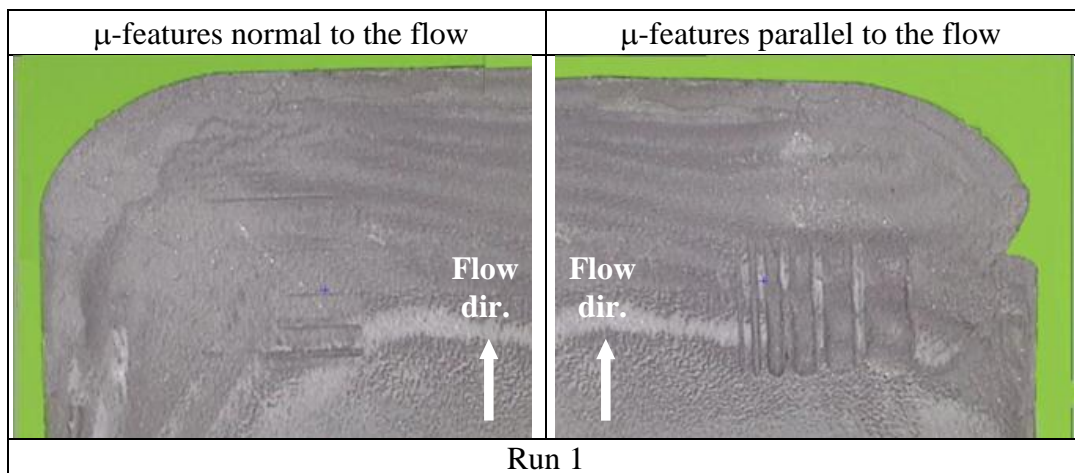 μ-features normal to the flow
μ-features parallel to the flow
Flow
dir.
Flow
dir.
Run 1